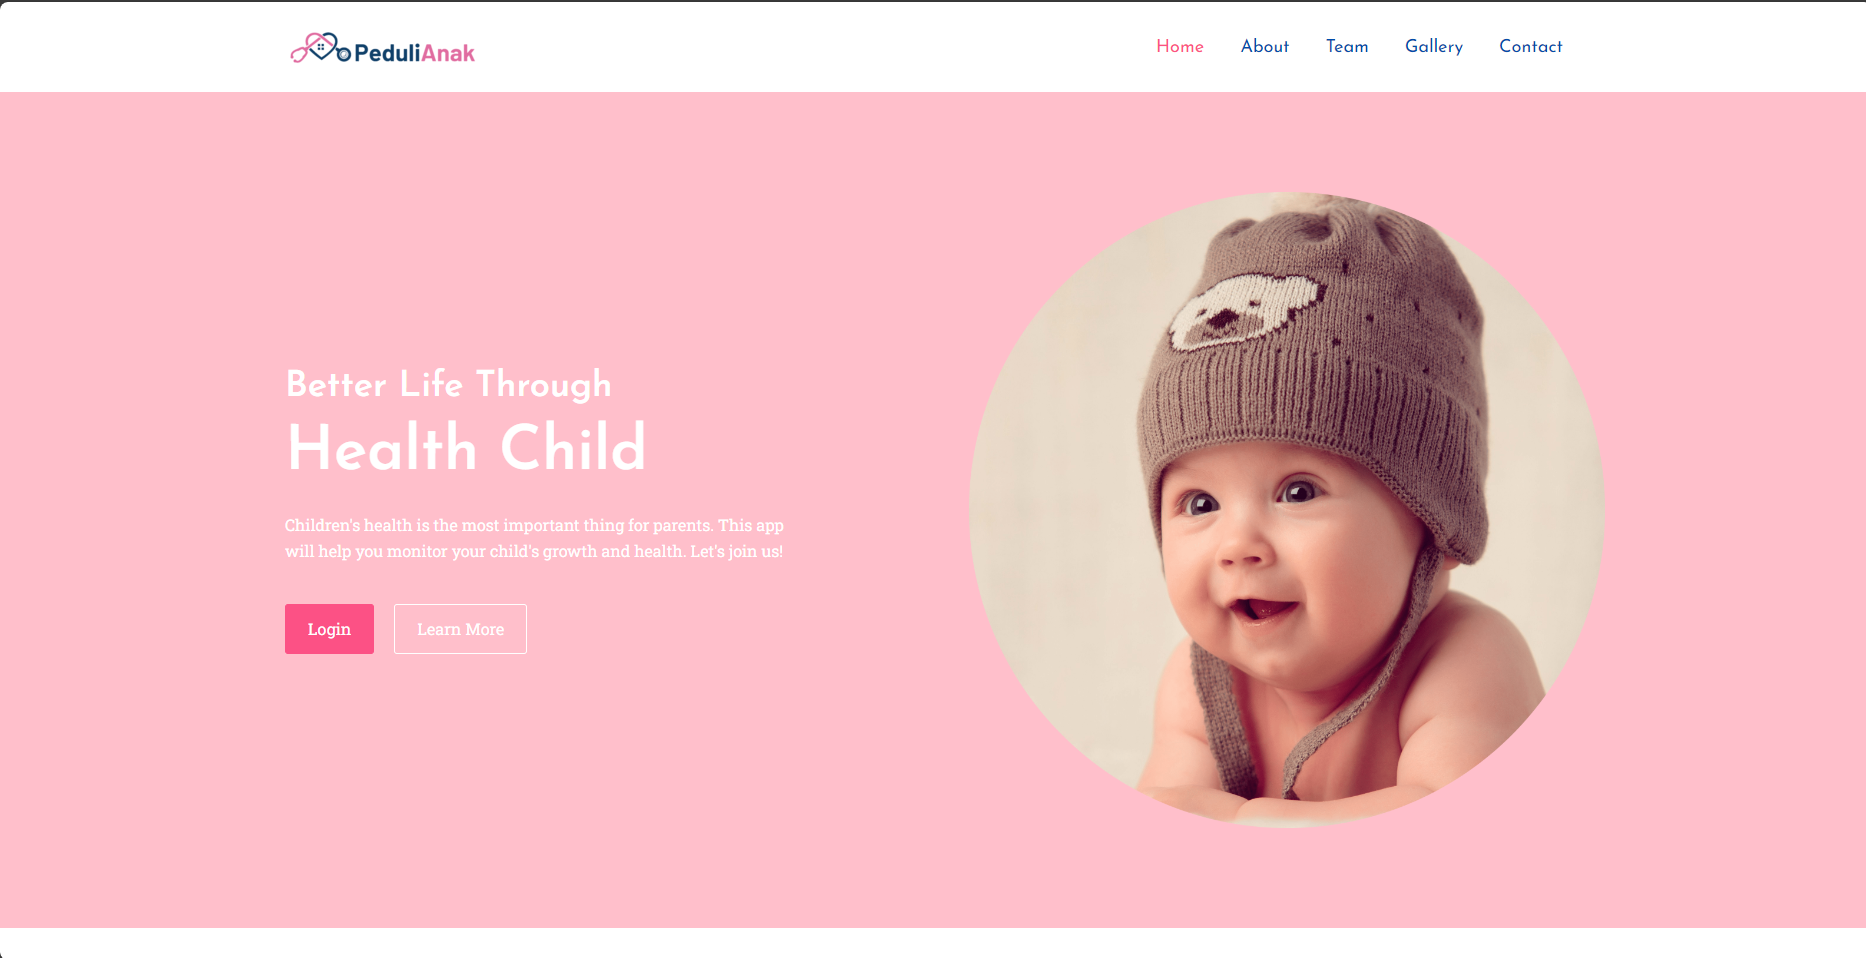 PeduliAnak
Home About Team Gallery Contact
Better Life Through
Health Child
Children's health is the most important thing for parents. This app
will help you monitor your child's growth and health. Let's join us!
Login Learn More